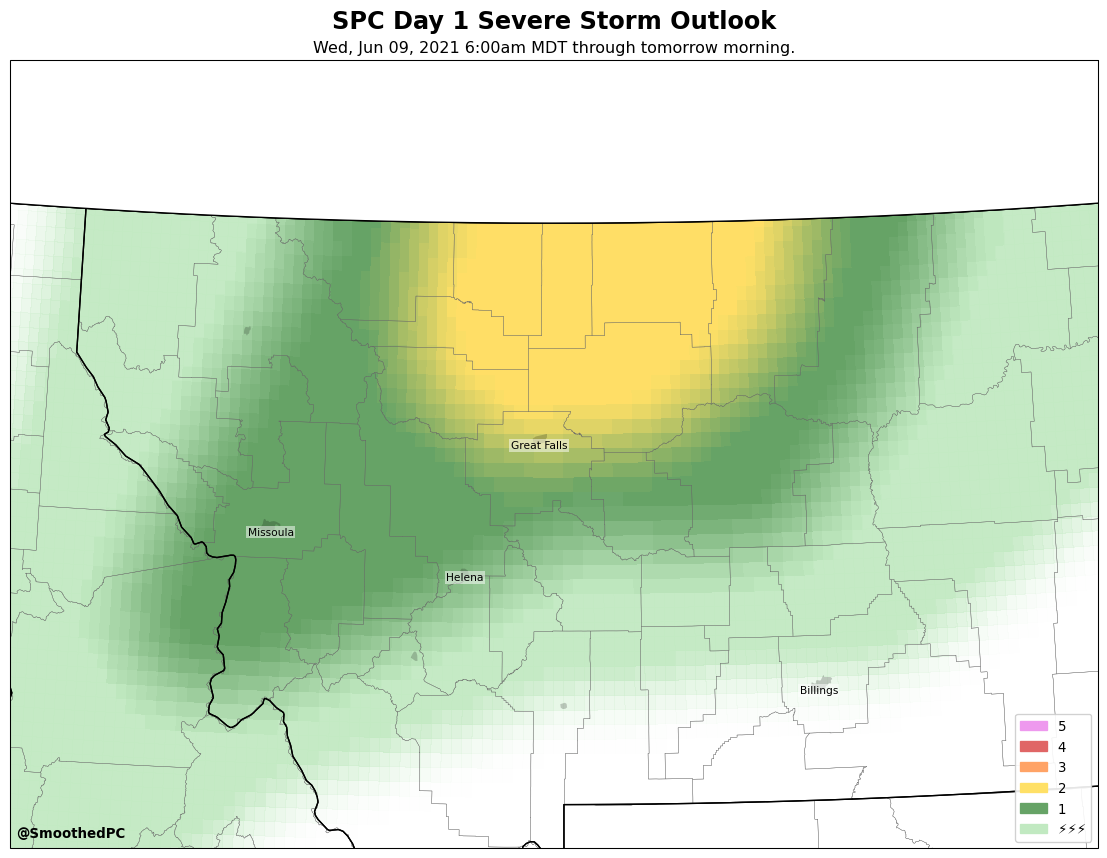 SPC Day 1 Severe Storm Outlook
Wed, Jun 09, 2021 6:00am MDT through tomorrow morning.
Great Falls
Missoula
Helena
Billings
5
4
3
2
1
⚡⚡⚡
@SmoothedPC